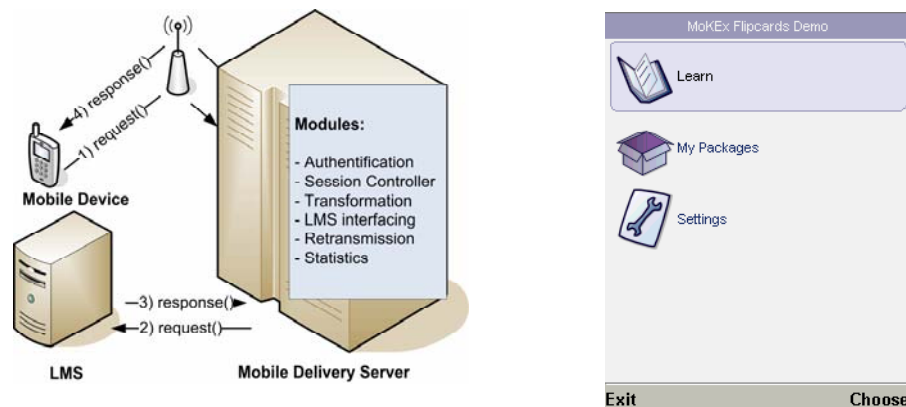 4) response()
1) request()
Mobile Device
Modules:
- Authentification
- Session Controller
- Transformation
- LMS interfacing
- Retransmission
- Statistics
3) response()
2) request()
LMS
Mobile Delivery Server
MoKEx Flipcards Demo
Learn
My Packages
Settings
Exit Choose